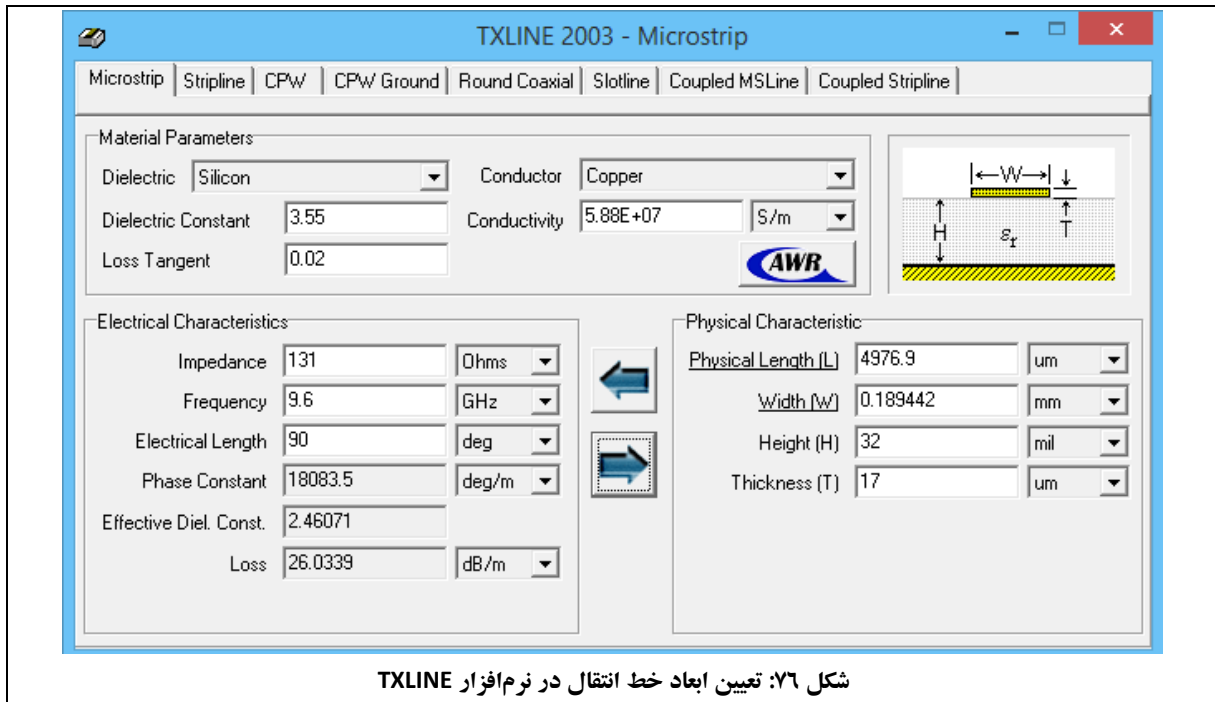 TXLINE 2003 - Microstrip
Microstrip Stripline CPW CPW Ground Round Coaxial Slotline Coupled MSLine Coupled Stripline
Material Parameters
Dielectric Silicon Conductor Copper
Dielectric Constant 3.55 Conductivity 5.88E+07 S/m
Loss Tangent 0.02 AWR
W
H εr T
Electrical Characteristics
Impedance 131 Ohms
Frequency 9.6 GHz
Electrical Length 90 deg
Phase Constant 18083.5 deg/m
Effective Diel. Const. 2.46071
Loss 26.0339 dB/m
Physical Characteristic
Physical Length (L) 4976.9 um
Width (W) 0.189442 mm
Height (H) 32 mil
Thickness (T) 17 um
شکل ٧٦: تعیین ابعاد خط انتقال در نرم‌افزار TXLINE